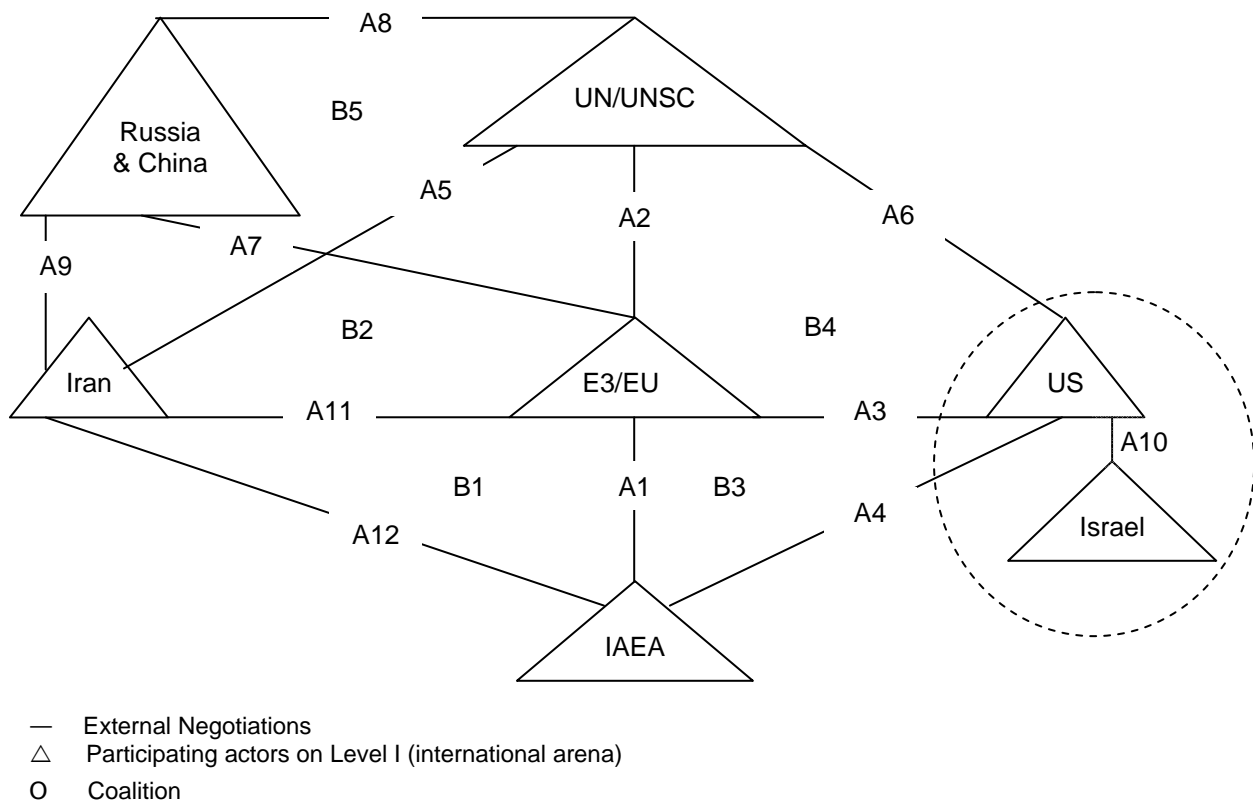 A8
UN/UNSC
B5
Russia
& China
A5
A2
A6
A7
A9
B2
B4
Iran
E3/EU
US
A11
A3
A10
B1
A1
B3
A4
A12
Israel
IAEA
— External Negotiations
△ Participating actors on Level I (international arena)
O Coalition